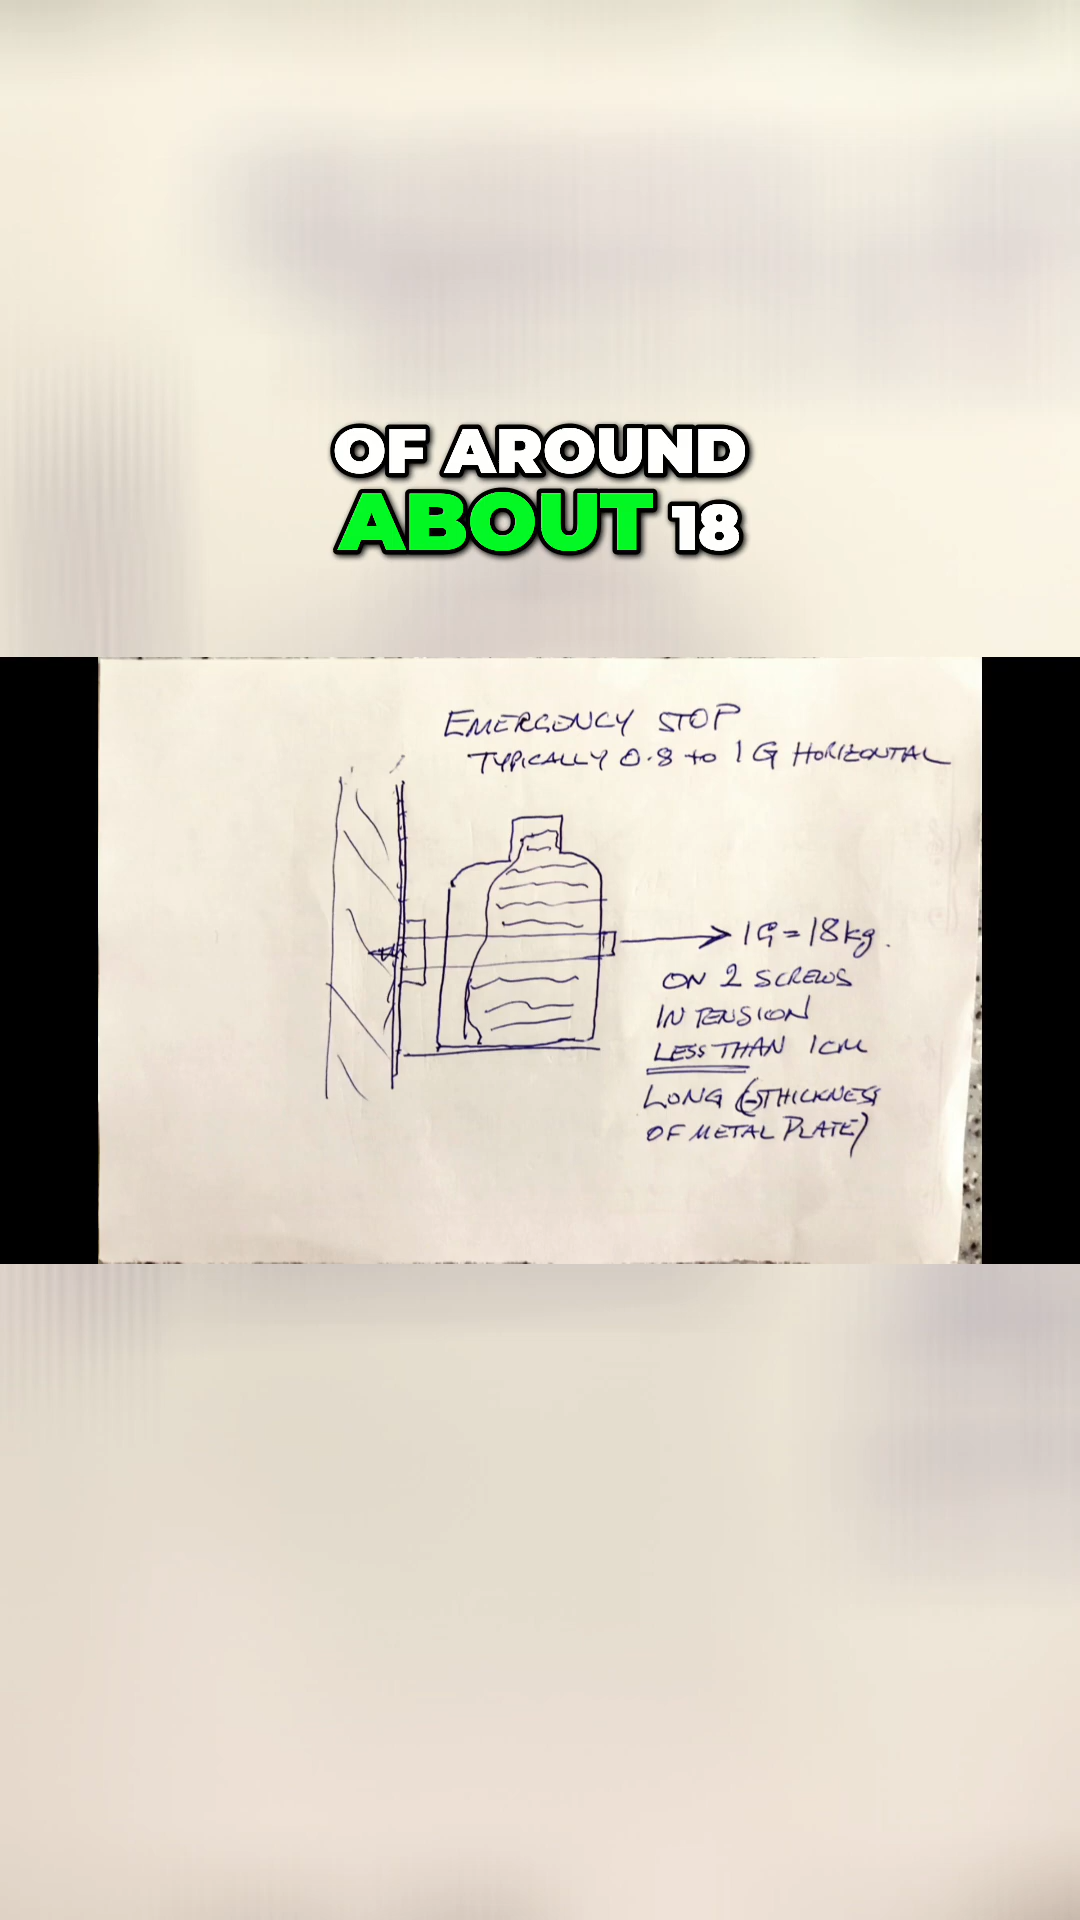 OF AROUND
ABOUT 18
EMERGENCY STOP
TYPICALLY 0.8 to 1G HORIZONTAL
1G = 18kg.
ON 2 SCREWS
IN TENSION
LESS THAN 1CM
LONG (-THICKNESS
OF METAL PLATE)